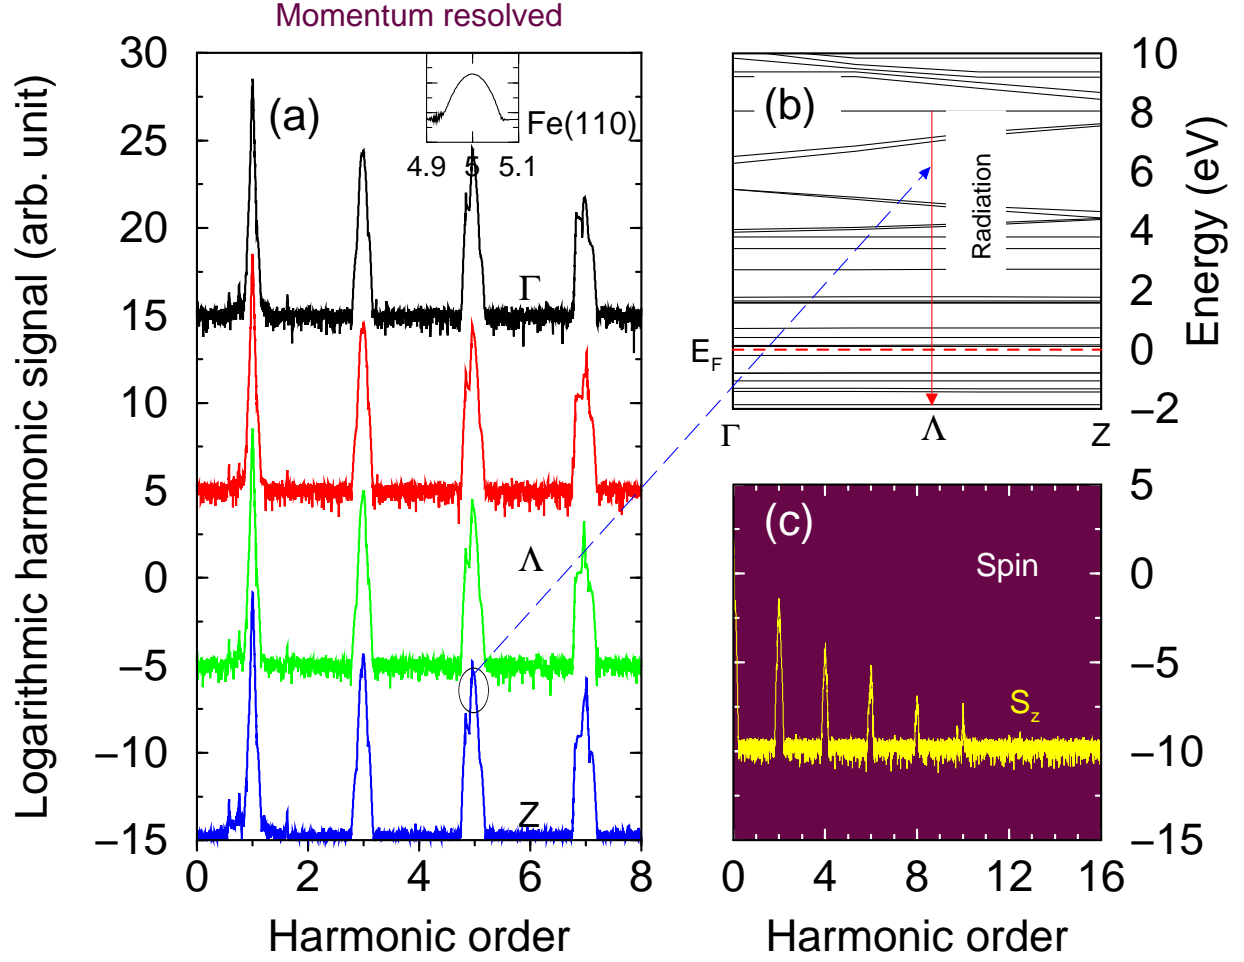 Momentum resolved
Logarithmic harmonic signal (arb. unit)
30
25
20
15
10
5
0
−5
−10
−15
(a)
4.9 5 5.1
Fe(110)
Γ
Λ
Z
0 2 4 6 8
Harmonic order
(b)
Radiation
E_F
10
8
6
4
2
0
−2
Energy (eV)
Γ Λ Z
(c)
Spin
S_z
5
0
−5
−10
−15
0 4 8 12 16
Harmonic order